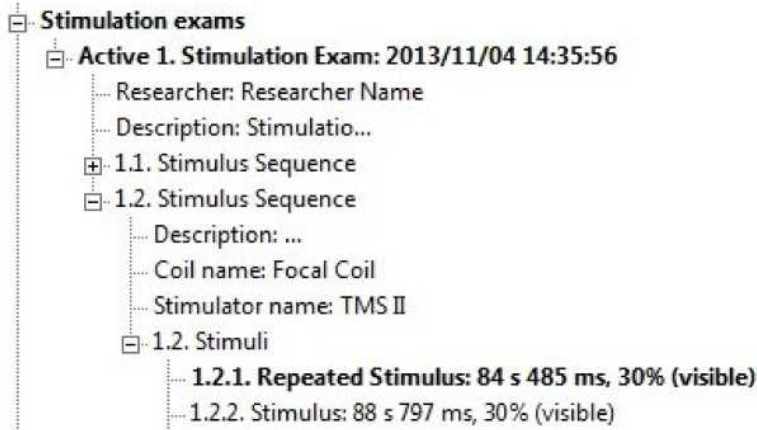 Stimulation exams
Active 1. Stimulation Exam: 2013/11/04 14:35:56
Researcher: Researcher Name
Description: Stimulatio...
1.1. Stimulus Sequence
1.2. Stimulus Sequence
Description: ...
Coil name: Focal Coil
Stimulator name: TMS II
1.2. Stimuli
1.2.1. Repeated Stimulus: 84 s 485 ms, 30% (visible)
1.2.2. Stimulus: 88 s 797 ms, 30% (visible)